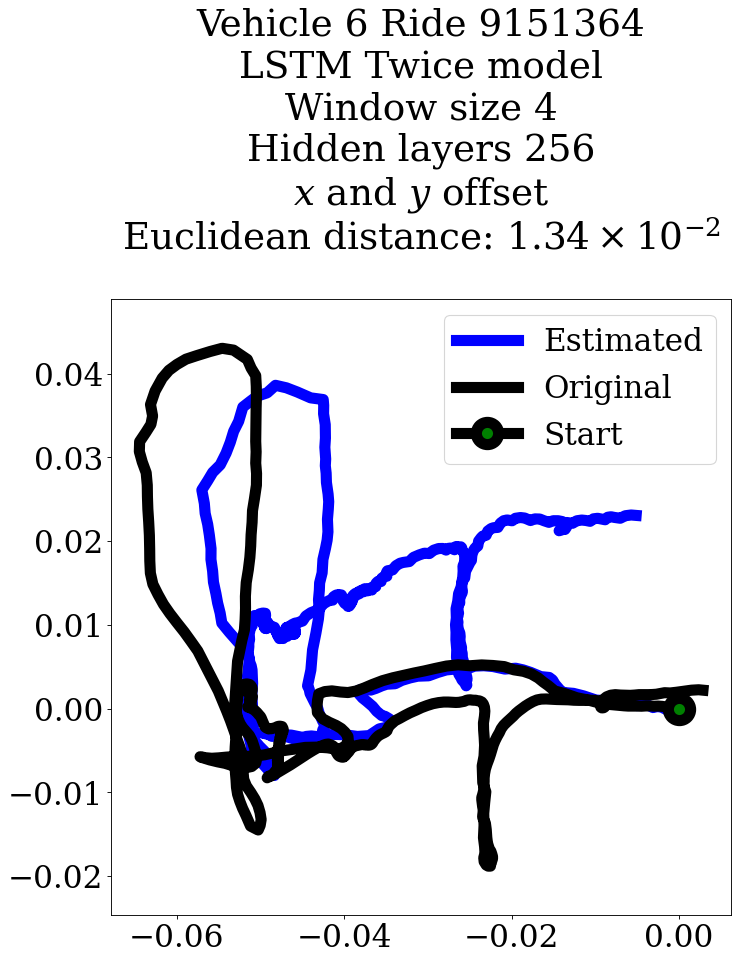 Vehicle 6 Ride 9151364
LSTM Twice model
Window size 4
Hidden layers 256
x and y offset
Euclidean distance: 1.34 × 10⁻²
Estimated
Original
Start
0.04
0.03
0.02
0.01
0.00
−0.01
−0.02
−0.06 −0.04 −0.02 0.00